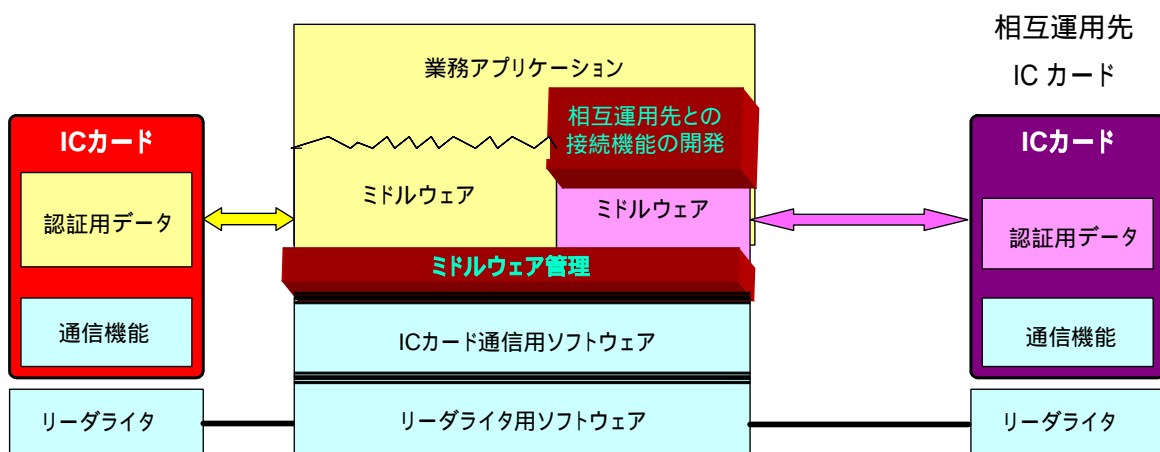 相互運用先
IC カード
業務アプリケーション
相互運用先との
接続機能の開発
ICカード
認証用データ
通信機能
リーダライタ
ミドルウェア
ミドルウェア
ミドルウェア管理
ICカード通信用ソフトウェア
リーダライタ用ソフトウェア
ICカード
認証用データ
通信機能
リーダライタ